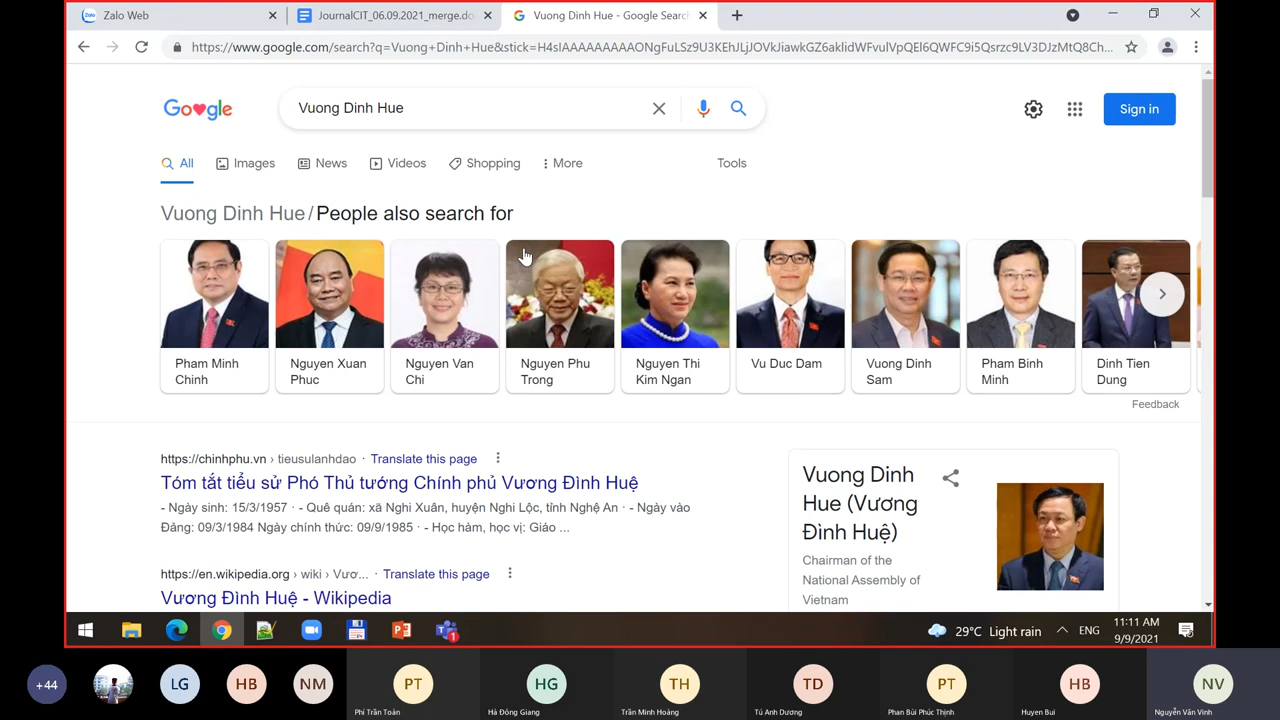 Zalo Web
JournalCIT_06.09.2021_merge.do
Vuong Dinh Hue - Google Search
https://www.google.com/search?q=Vuong+Dinh+Hue&stick=
Google
Vuong Dinh Hue
Sign in
All
Images
News
Videos
Shopping
More
Tools
Vuong Dinh Hue / People also search for
Pham Minh
Chinh
Nguyen Xuan
Phuc
Nguyen Van
Chi
Nguyen Phu
Trong
Nguyen Thi
Kim Ngan
Vu Duc Dam
Vuong Dinh
Sam
Pham Binh
Minh
Dinh Tien
Dung
Feedback
https://chinhphu.vn › tieusulanhdao · Translate this page
Tóm tắt tiểu sử Phó Thủ tướng Chính phủ Vương Đình Huệ
- Ngày sinh: 15/3/1957 · - Quê quán: xã Nghi Xuân, huyện Nghi Lộc, tỉnh Nghệ An · - Ngày vào
Đảng: 09/3/1984 Ngày chính thức: 09/9/1985 · - Học hàm, học vị: Giáo ...
https://en.wikipedia.org › wiki › Vươ... · Translate this page
Vương Đình Huệ - Wikipedia
Vuong Dinh
Hue (Vương
Đình Huệ)
Chairman of the
National Assembly of
Vietnam
1
29°C Light rain
ENG
11:11 AM
9/9/2021
+44
LG
HB
NM
PT
Phí Trần Toàn
HG
Hà Đông Giang
TH
Trần Minh Hoàng
TD
Tú Anh Dương
PT
Phan Bùi Phúc Thịnh
HB
Huyen Bui
NV
Nguyễn Văn Vinh